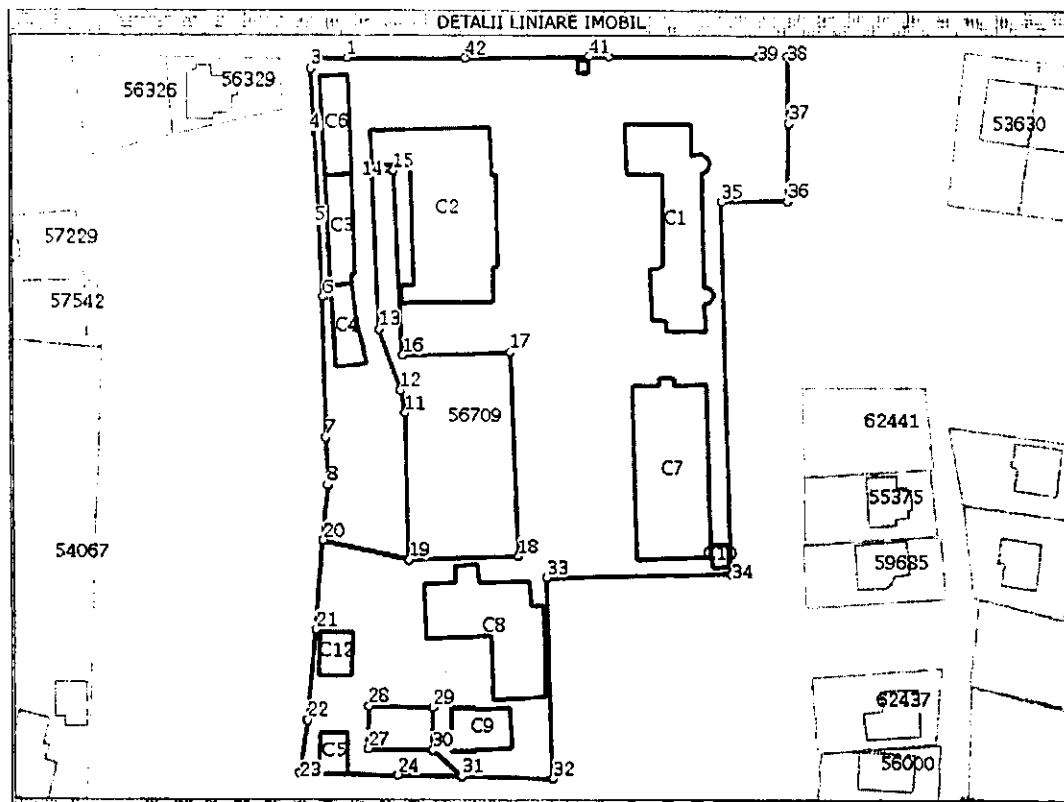 DETALII LINIARE IMOBIL
3 1 42 41 39 38
56326 56329
4 C6 37 53630
14 15
5 C3 C2 C1 35 36
57229
57542 6
C4 13
16 17
12
11 56709
7 62441
8 C7 55375
20
54067 19 18 59685
33 1 34
21 C8
C12
28 29
22 C9 62437
27 30
C5
23 24 31 32 56000